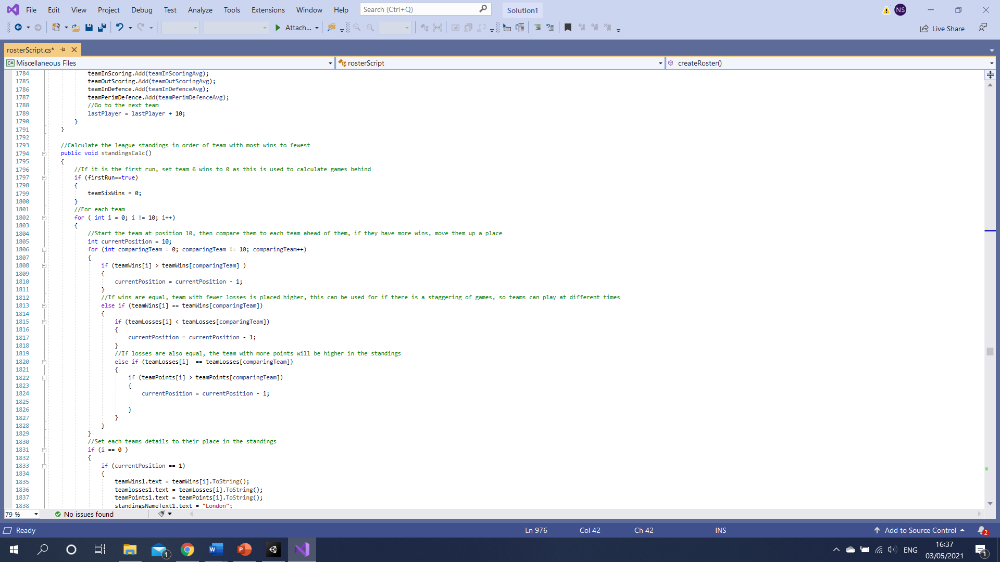 File Edit View Project Debug Test Analyze Tools Extensions Window Help Search (Ctrl+Q) Solution1 NS
Attach... Live Share
rosterScript.cs*
C# Miscellaneous Files rosterScript createRoster()
1784 teamInScoring.Add(teamInScoringAvg);
1785 teamOutScoring.Add(teamOutScoringAvg);
1786 teamInDefence.Add(teamInDefenceAvg);
1787 teamPerimDefence.Add(teamPerimDefenceAvg);
1788 //Go to the next team
1789 lastPlayer = lastPlayer + 10;
1790 }
1791 }
1792
1793 //Calculate the league standings in order of team with most wins to fewest
1794 public void standingsCalc()
1795 {
1796 //If it is the first run, set team 6 wins to 0 as this is used to calculate games behind
1797 if (firstRun==true)
1798 {
1799 teamSixWins = 0;
1800 }
1801 //For each team
1802 for ( int i = 0; i != 10; i++)
1803 {
1804 //Start the team at position 10, then compare them to each team ahead of them, if they have more wins, move them up a place
1805 int currentPosition = 10;
1806 for (int comparingTeam = 0; comparingTeam != 10; comparingTeam++)
1807 {
1808 if (teamWins[i] > teamWins[comparingTeam] )
1809 {
1810 currentPosition = currentPosition - 1;
1811 }
1812 //If wins are equal, team with fewer losses is placed higher, this can be used for if there is a staggering of games, so teams can play at different times
1813 else if (teamWins[i] == teamWins[comparingTeam])
1814 {
1815 if (teamLosses[i] < teamLosses[comparingTeam])
1816 {
1817 currentPosition = currentPosition - 1;
1818 }
1819 //If losses are also equal, the team with more points will be higher in the standings
1820 else if (teamLosses[i]  == teamLosses[comparingTeam])
1821 {
1822 if (teamPoints[i] > teamPoints[comparingTeam])
1823 {
1824 currentPosition = currentPosition - 1;
1825
1826 }
1827 }
1828 }
1829 }
1830 //Set each teams details to their place in the standings
1831 if (i == 0 )
1832 {
1833 if (currentPosition == 1)
1834 {
1835 teamWins1.text = teamWins[i].ToString();
1836 teamlosses1.text = teamLosses[i].ToString();
1837 teamPoints1.text = teamPoints[i].ToString();
1838 standingsNameText1.text = "London";
79 % No issues found
Ready Ln 976 Col 42 Ch 42 INS Add to Source Control 2
1 ENG 16:37 1
03/05/2021